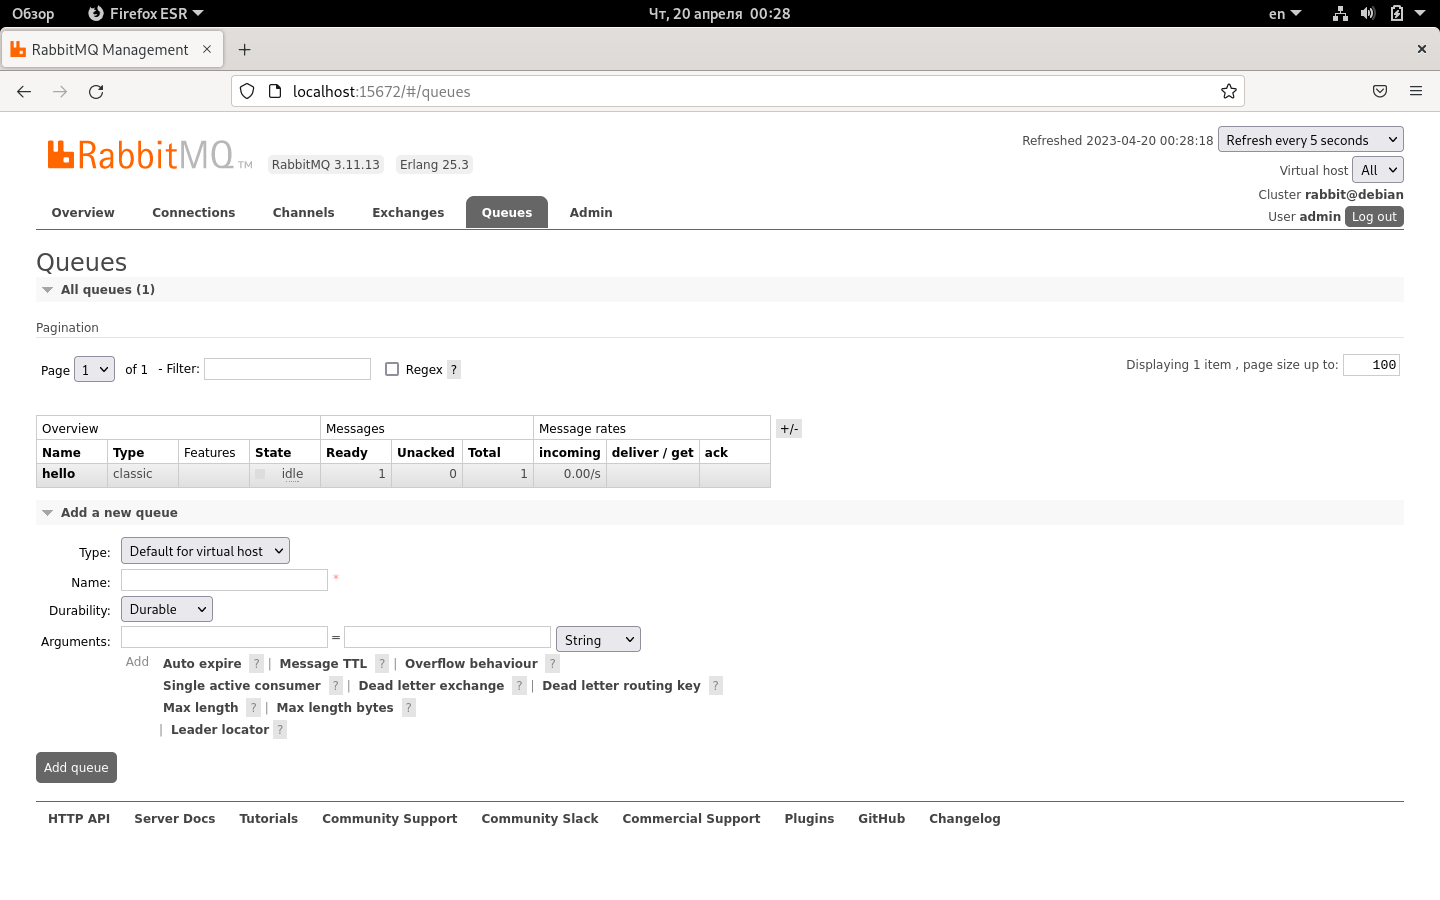 Обзор Firefox ESR Чт, 20 апреля 00:28 en
RabbitMQ Management
localhost:15672/#/queues
RabbitMQ TM RabbitMQ 3.11.13 Erlang 25.3
Refreshed 2023-04-20 00:28:18 Refresh every 5 seconds
Virtual host All
Cluster rabbit@debian
User admin Log out
Overview Connections Channels Exchanges Queues Admin
Queues
All queues (1)
Pagination
Page 1 of 1 - Filter: Regex ? Displaying 1 item , page size up to: 100
Overview Messages Message rates +/-
Name Type Features State Ready Unacked Total incoming deliver / get ack
hello classic idle 1 0 1 0.00/s
Add a new queue
Type: Default for virtual host
Name: *
Durability: Durable
Arguments: = String
Add Auto expire ? | Message TTL ? | Overflow behaviour ?
Single active consumer ? | Dead letter exchange ? | Dead letter routing key ?
Max length ? | Max length bytes ?
| Leader locator ?
Add queue
HTTP API Server Docs Tutorials Community Support Community Slack Commercial Support Plugins GitHub Changelog